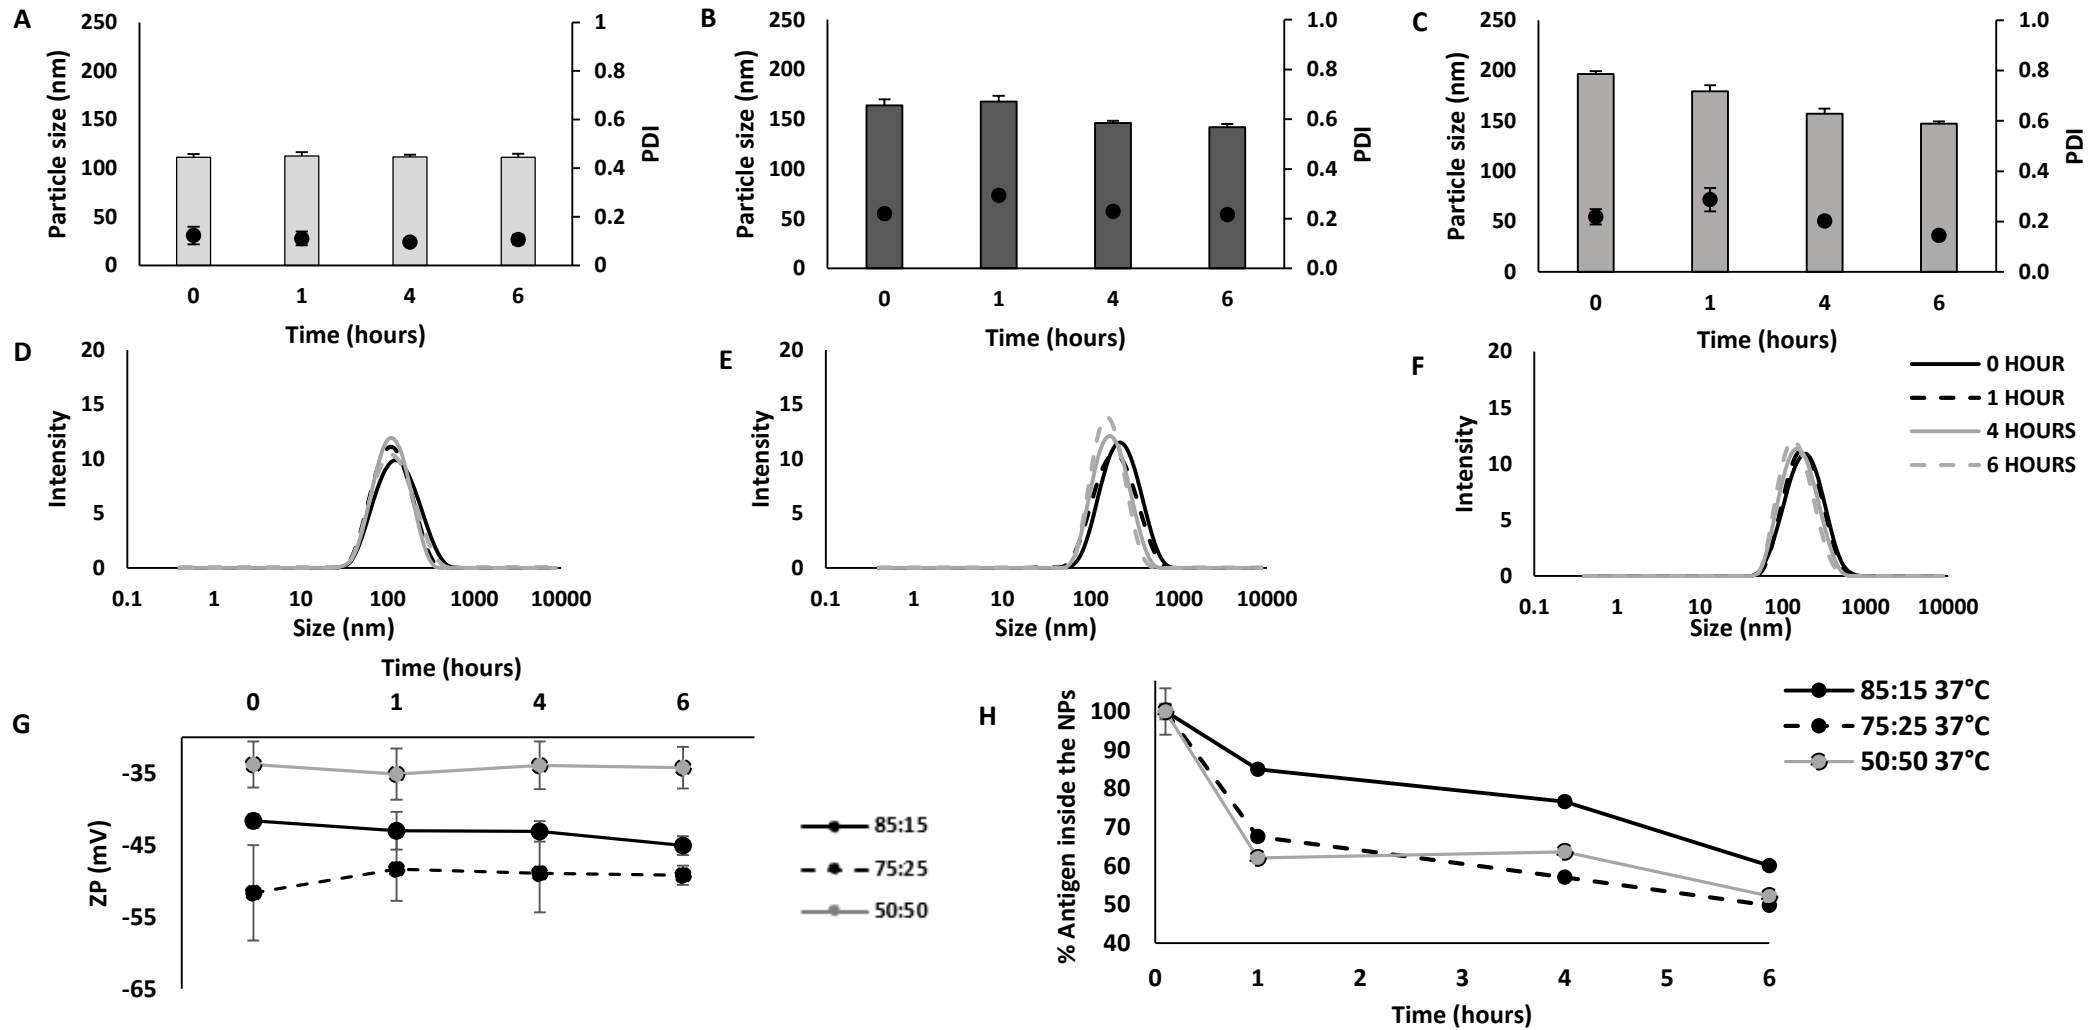 A
250
200
150
100
50
0
Particle size (nm)
1
0.8
0.6
0.4
0.2
0
PDI
0 1 4 6
Time (hours)
B
250
200
150
100
50
0
Particle size (nm)
1.0
0.8
0.6
0.4
0.2
0.0
PDI
0 1 4 6
Time (hours)
C
250
200
150
100
50
0
Particle size (nm)
1.0
0.8
0.6
0.4
0.2
0.0
PDI
0 1 4 6
Time (hours)
D
20
15
10
5
0
Intensity
0.1 1 10 100 1000 10000
Size (nm)
E
20
15
10
5
0
Intensity
0.1 1 10 100 1000 10000
Size (nm)
F
20
15
10
5
0
Intensity
0.1 1 10 100 1000 10000
Size (nm)
0 HOUR
1 HOUR
4 HOURS
6 HOURS
G
Time (hours)
0 1 4 6
-35
-45
-55
-65
ZP (mV)
85:15
75:25
50:50
H
100
90
80
70
60
50
40
% Antigen inside the NPs
0 1 2 3 4 5 6
Time (hours)
85:15 37°C
75:25 37°C
50:50 37°C